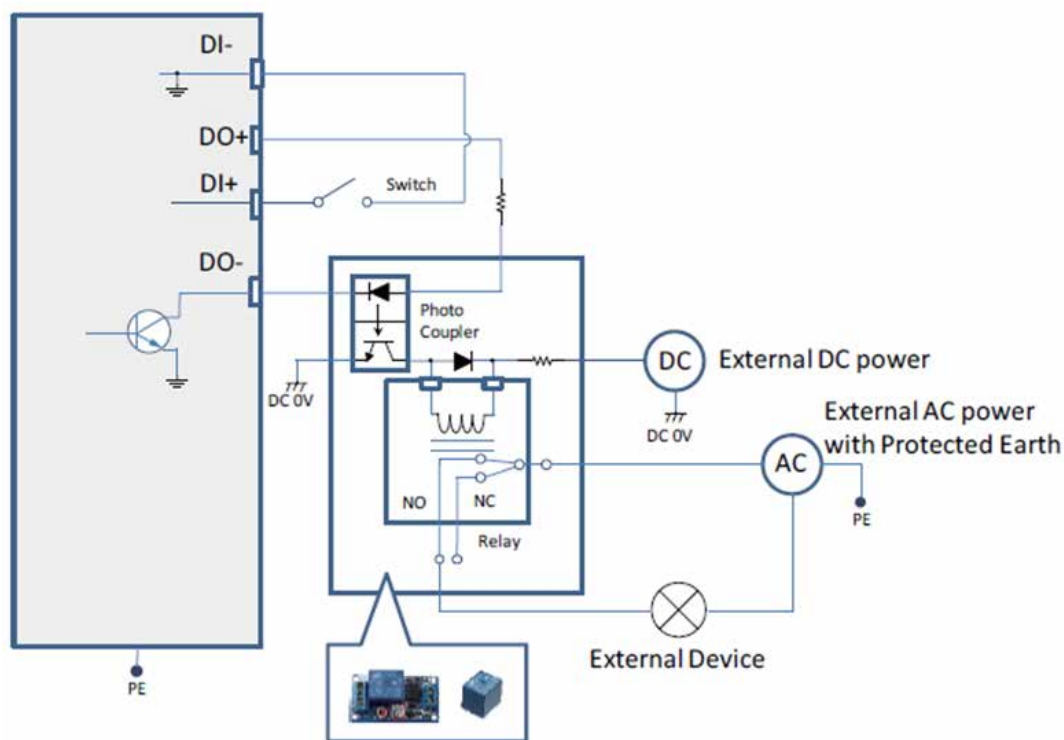 DI-
DO+
DI+
Switch
DO-
Photo
Coupler
DC 0V
DC
External DC power
DC 0V
External AC power
with Protected Earth
AC
NO
NC
PE
Relay
External Device
PE